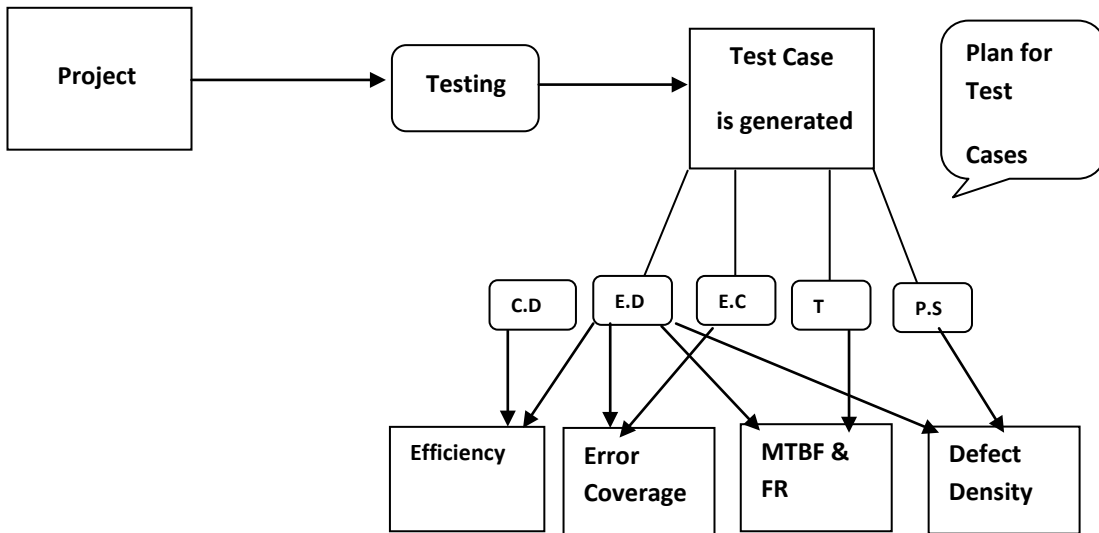 Project
Testing
Test Case
is generated
Plan for
Test
Cases
C.D
E.D
E.C
T
P.S
Efficiency
Error
Coverage
MTBF &
FR
Defect
Density